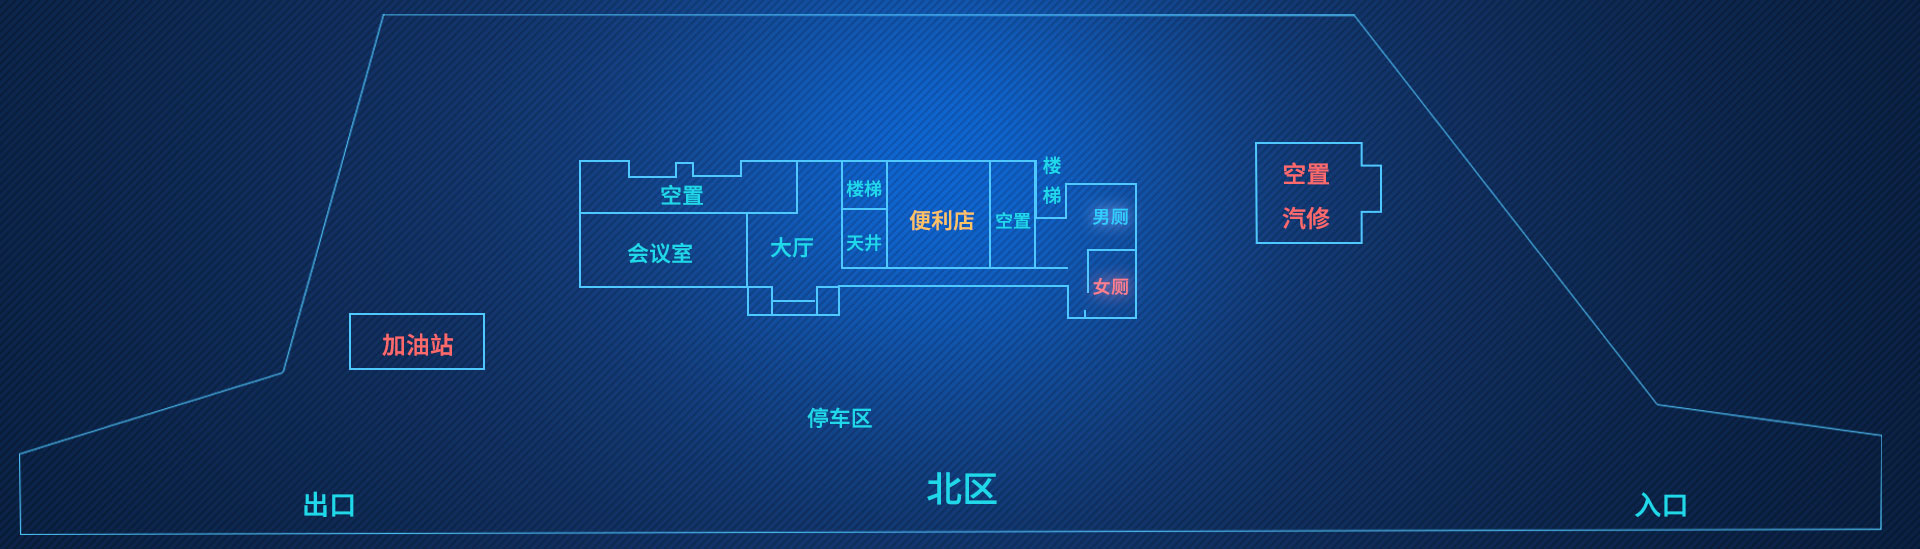 楼
梯
空置
汽修
空置
楼梯
便利店
空置
男厕
会议室
大厅
天井
女厕
加油站
停车区
北区
出口
入口